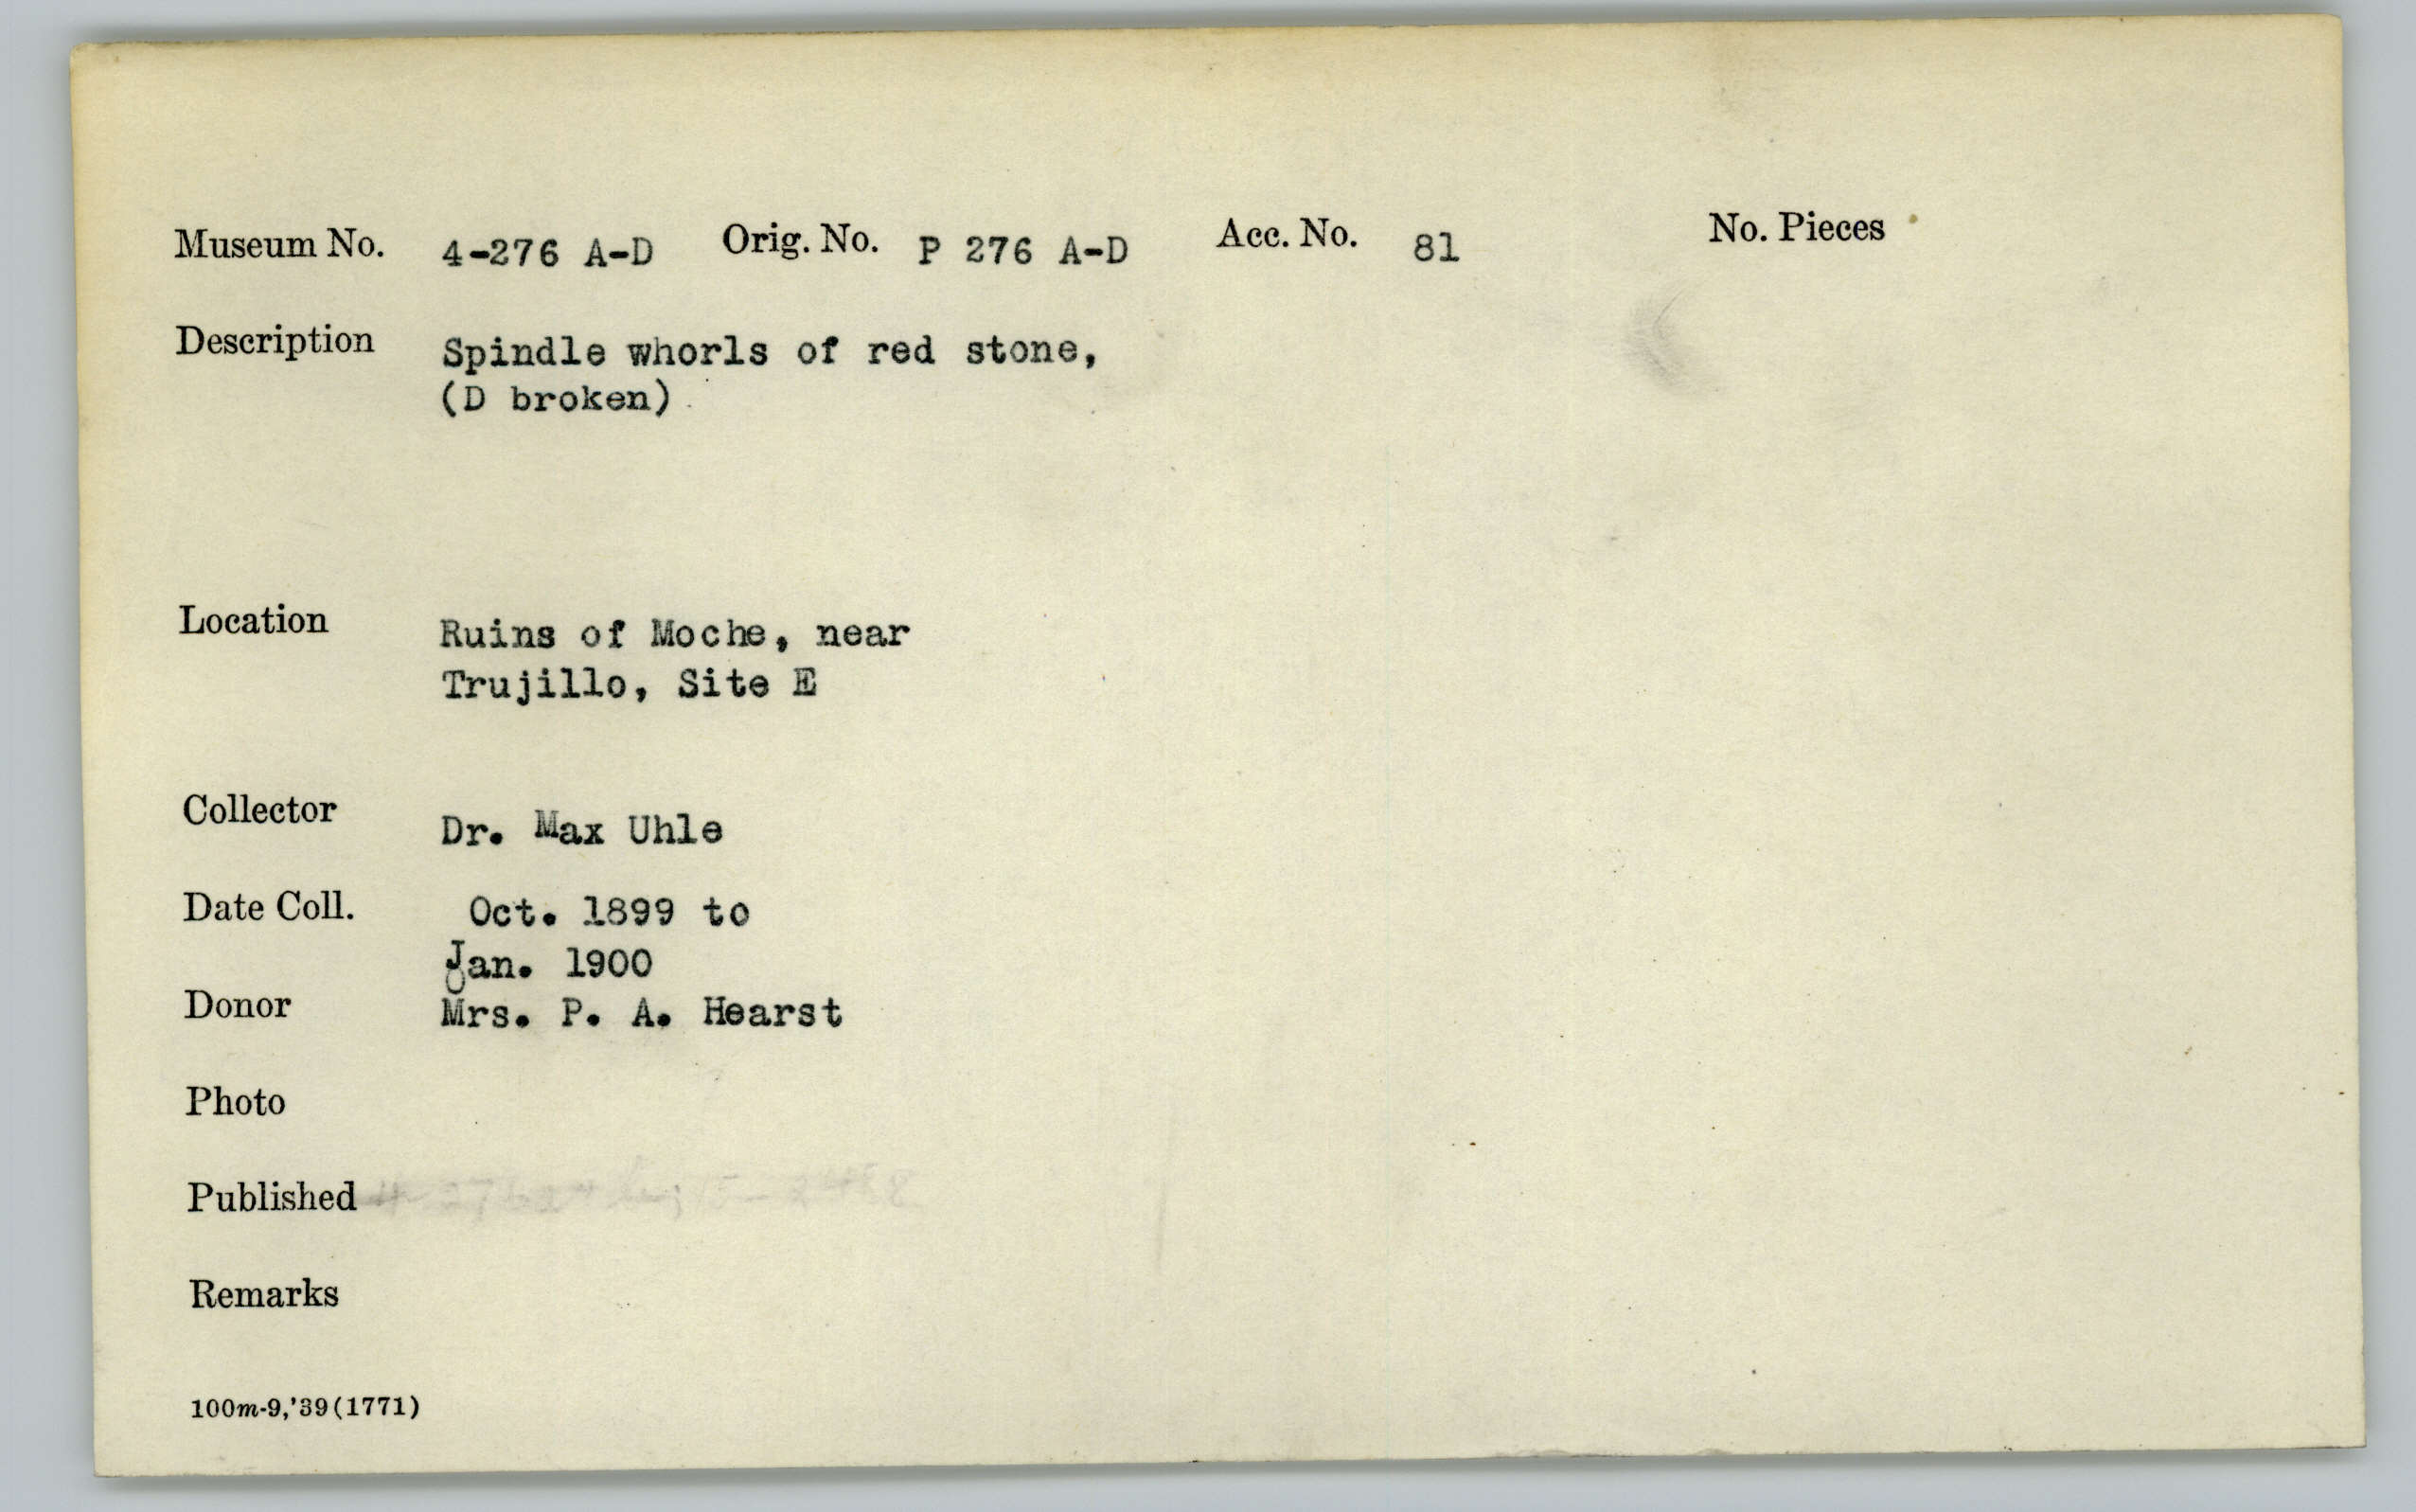 Museum No. 4-276 A-D Orig. No. P 276 A-D Acc. No. 81 No. Pieces
Description Spindle whorls of red stone,
(D broken)
Location Ruins of Moche, near
Trujillo, Site E
Collector Dr. Max Uhle
Date Coll. Oct. 1899 to
Jan. 1900
Donor Mrs. P. A. Hearst
Photo
Published
Remarks
100m-9,'39(1771)